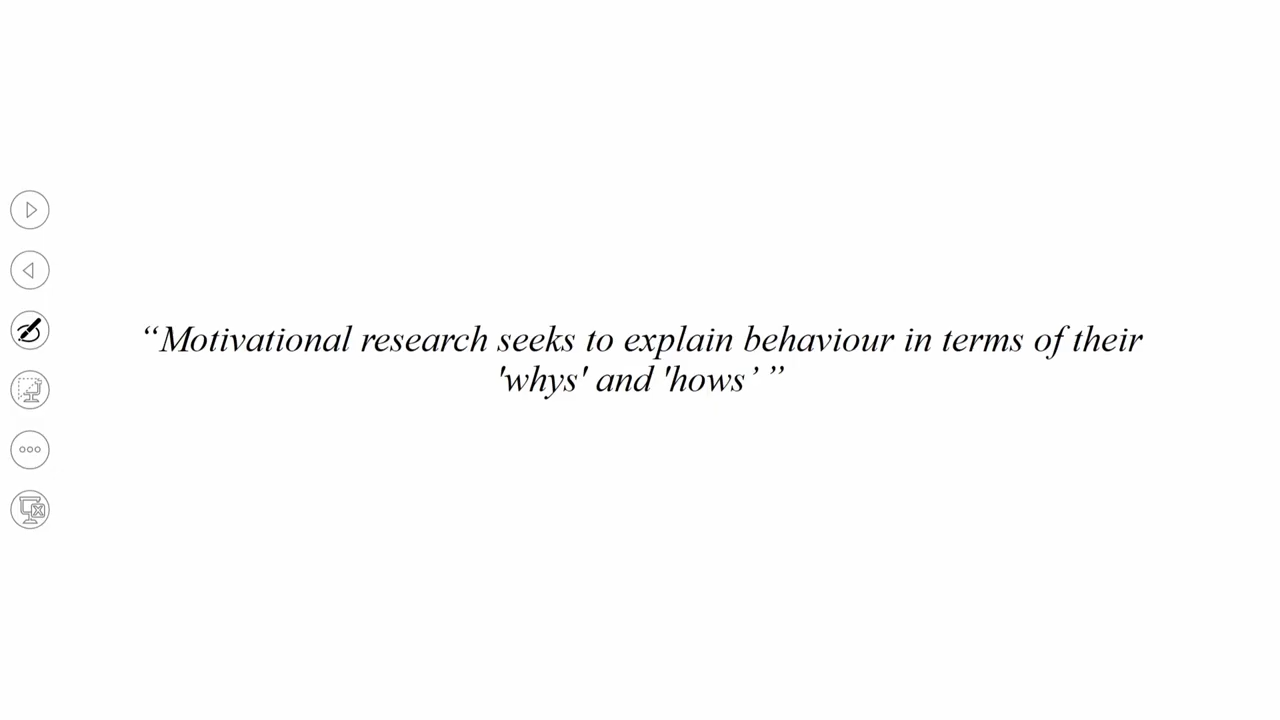 “Motivational research seeks to explain behaviour in terms of their
'whys' and 'hows’ ”